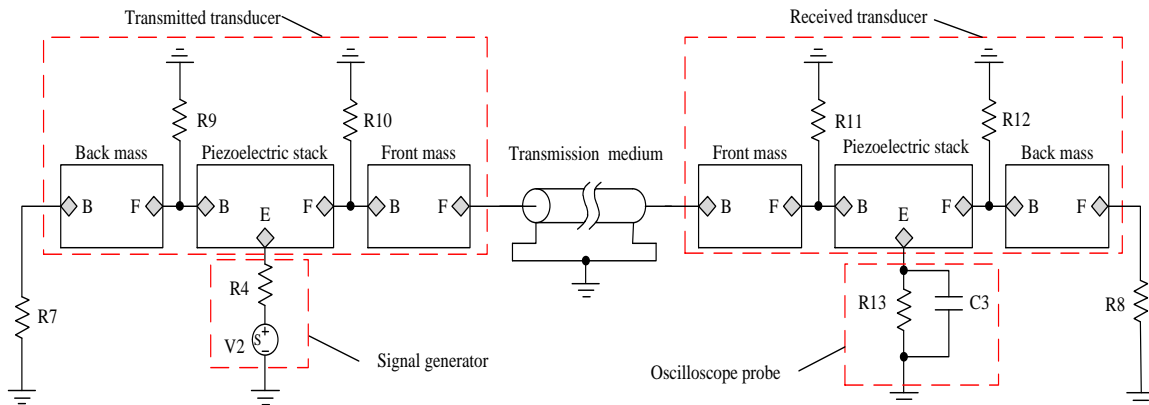 Transmitted transducer
Received transducer
R9
R10
R11
R12
Back mass
Piezoelectric stack
Front mass
Transmission medium
Front mass
Piezoelectric stack
Back mass
B
F
B
F
B
F
B
F
B
F
B
F
E
E
R4
R13
C3
R7
R8
V2
S
+
−
Signal generator
Oscilloscope probe